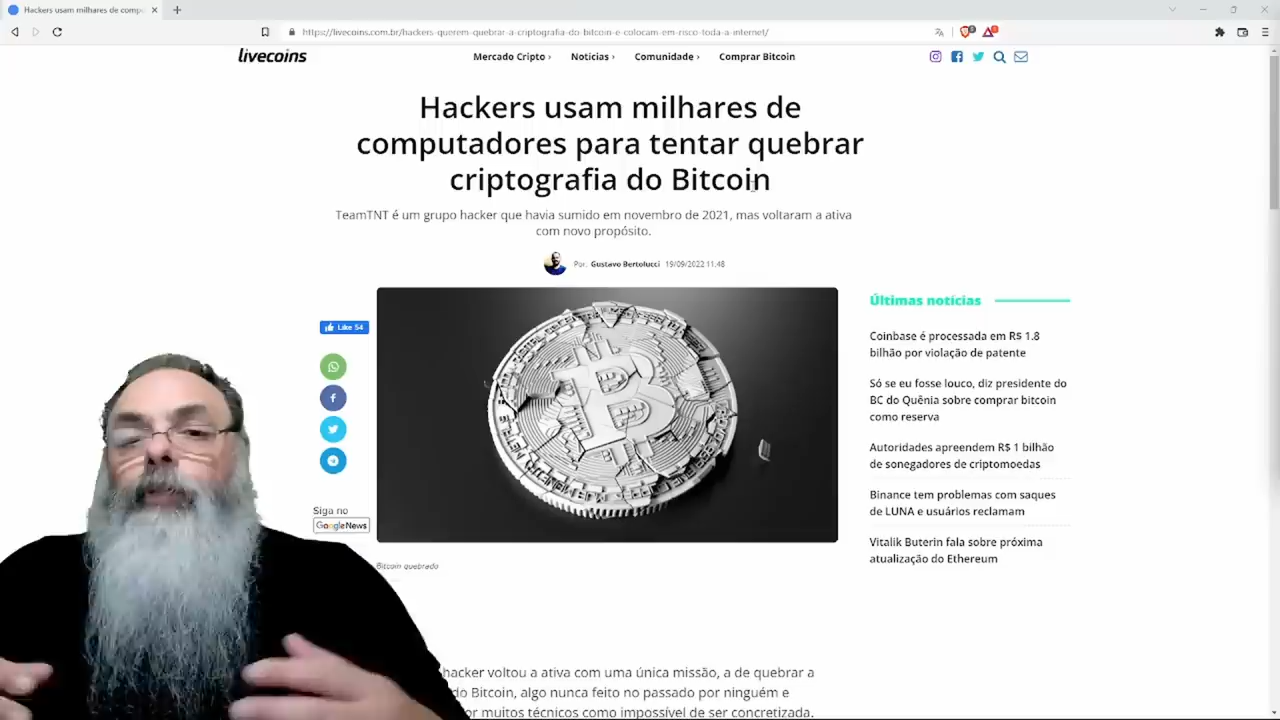 Hackers usam milhares de comp
https://livecoins.com.br/hackers-querem-quebrar-a-criptografia-do-bitcoin-e-colocam-em-risco-toda-a-internet/
livecoins
Mercado Cripto
Notícias
Comunidade
Comprar Bitcoin
Hackers usam milhares de
computadores para tentar quebrar
criptografia do Bitcoin
TeamTNT é um grupo hacker que havia sumido em novembro de 2021, mas voltaram a ativa
com novo propósito.
Por: Gustavo Bertolucci 19/09/2022 11:48
Like 54
Siga no
Google News
Bitcoin quebrado
Últimas notícias
Coinbase é processada em R$ 1.8
bilhão por violação de patente
Só se eu fosse louco, diz presidente do
BC do Quênia sobre comprar bitcoin
como reserva
Autoridades apreendem R$ 1 bilhão
de sonegadores de criptomoedas
Binance tem problemas com saques
de LUNA e usuários reclamam
Vitalik Buterin fala sobre próxima
atualização do Ethereum
hacker voltou a ativa com uma única missão, a de quebrar a
do Bitcoin, algo nunca feito no passado por ninguém e
or muitos técnicos como impossível de ser concretizada.